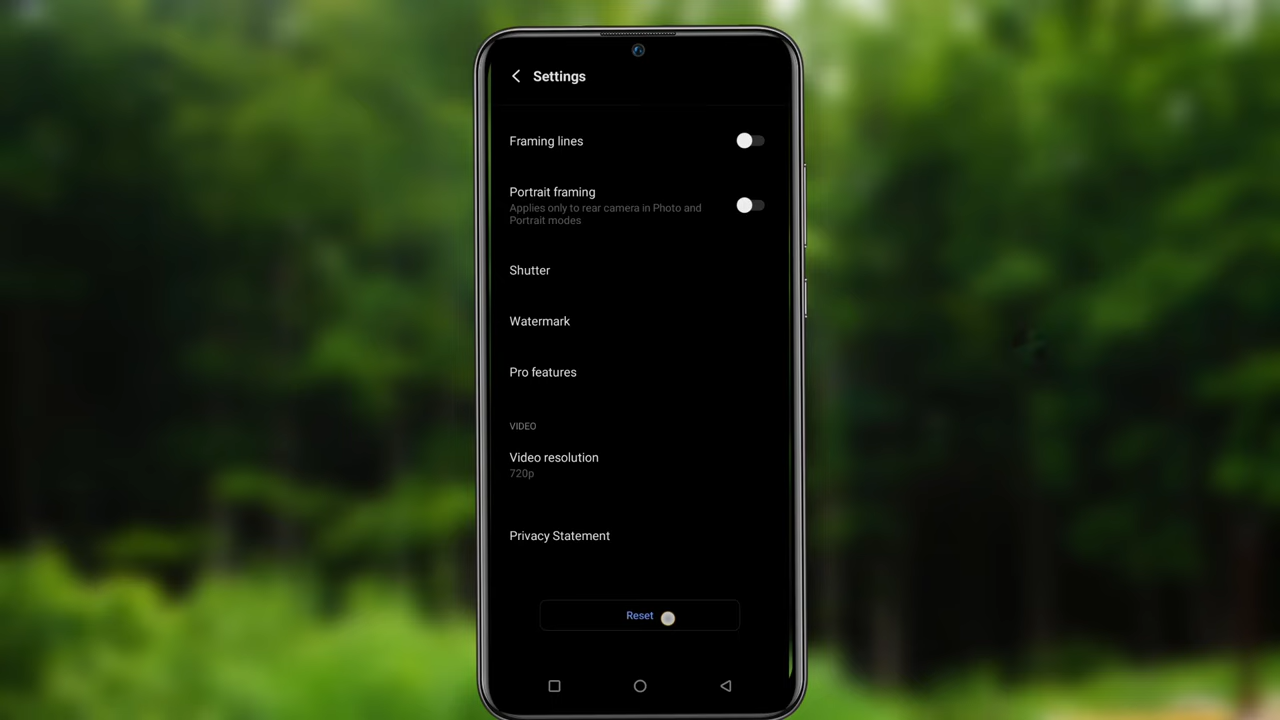 Settings
Framing lines
Portrait framing
Applies only to rear camera in Photo and
Portrait modes
Shutter
Watermark
Pro features
VIDEO
Video resolution
720p
Privacy Statement
Reset